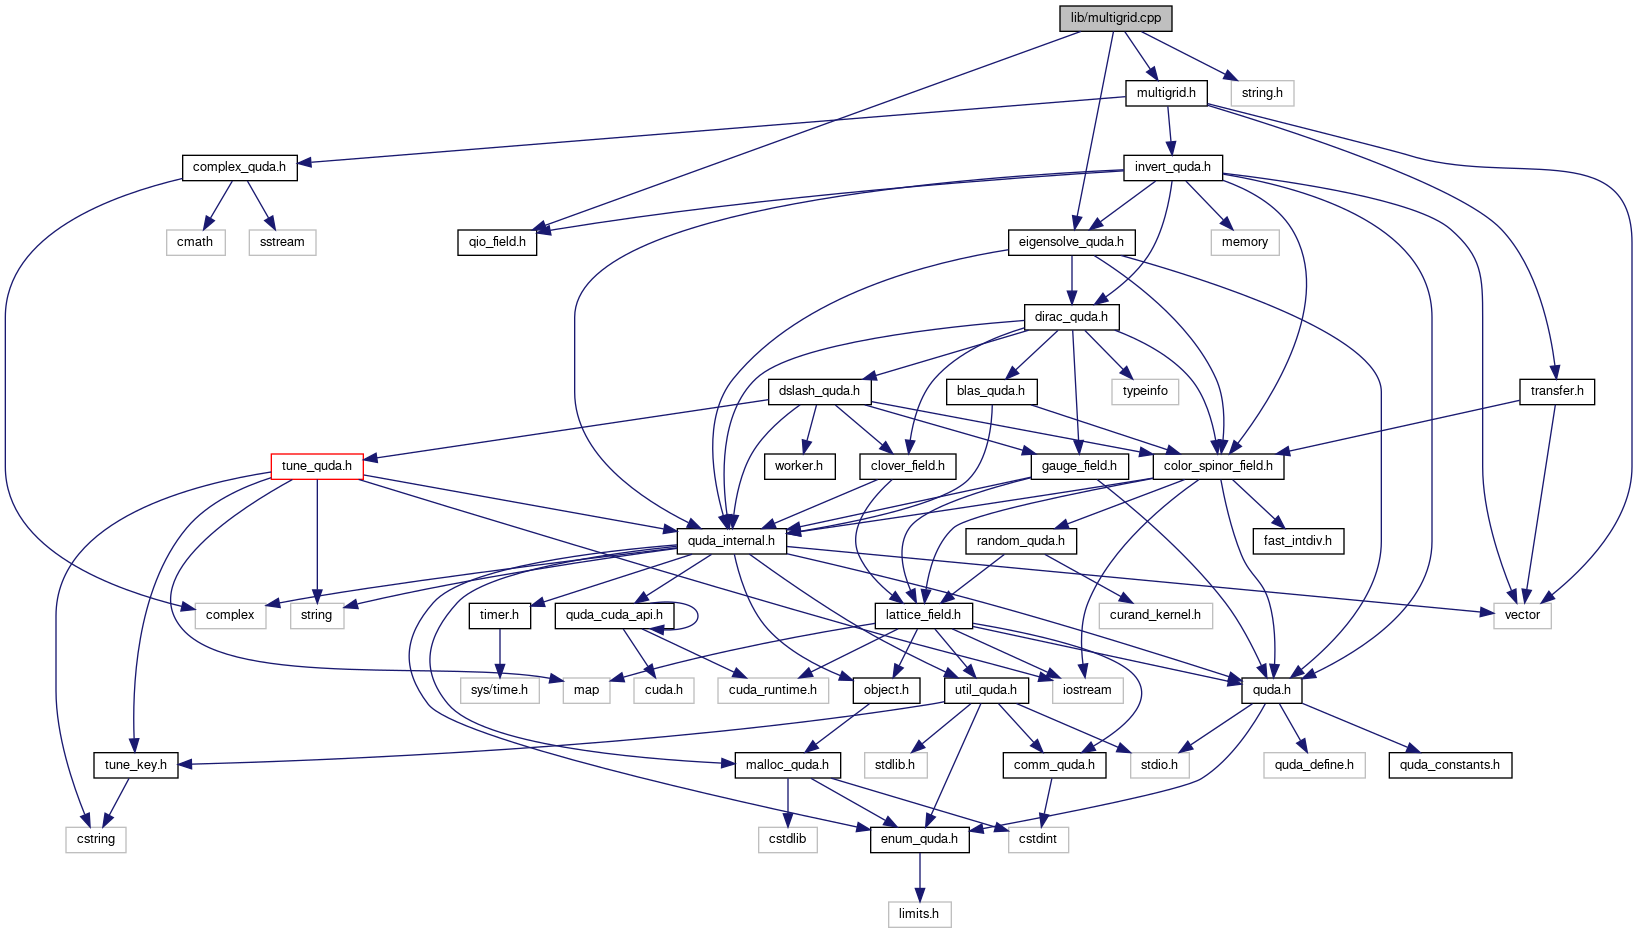 lib/multigrid.cpp
multigrid.h
string.h
complex_quda.h
invert_quda.h
cmath
sstream
qio_field.h
eigensolve_quda.h
memory
dirac_quda.h
dslash_quda.h
blas_quda.h
typeinfo
transfer.h
tune_quda.h
worker.h
clover_field.h
gauge_field.h
color_spinor_field.h
quda_internal.h
random_quda.h
fast_intdiv.h
complex
string
timer.h
quda_cuda_api.h
lattice_field.h
curand_kernel.h
vector
sys/time.h
map
cuda.h
cuda_runtime.h
object.h
util_quda.h
iostream
quda.h
tune_key.h
malloc_quda.h
stdlib.h
comm_quda.h
stdio.h
quda_define.h
quda_constants.h
cstring
cstdlib
enum_quda.h
cstdint
limits.h